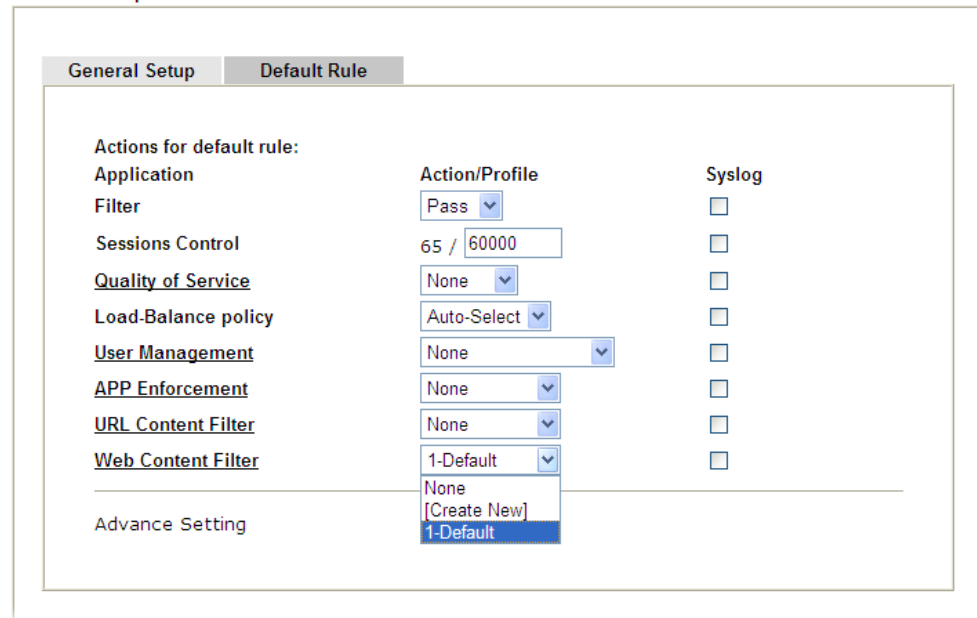 General Setup Default Rule
Actions for default rule:
Application Action/Profile Syslog
Filter Pass
Sessions Control 65 / 60000
Quality of Service None
Load-Balance policy Auto-Select
User Management None
APP Enforcement None
URL Content Filter None
Web Content Filter 1-Default
None
[Create New]
Advance Setting 1-Default